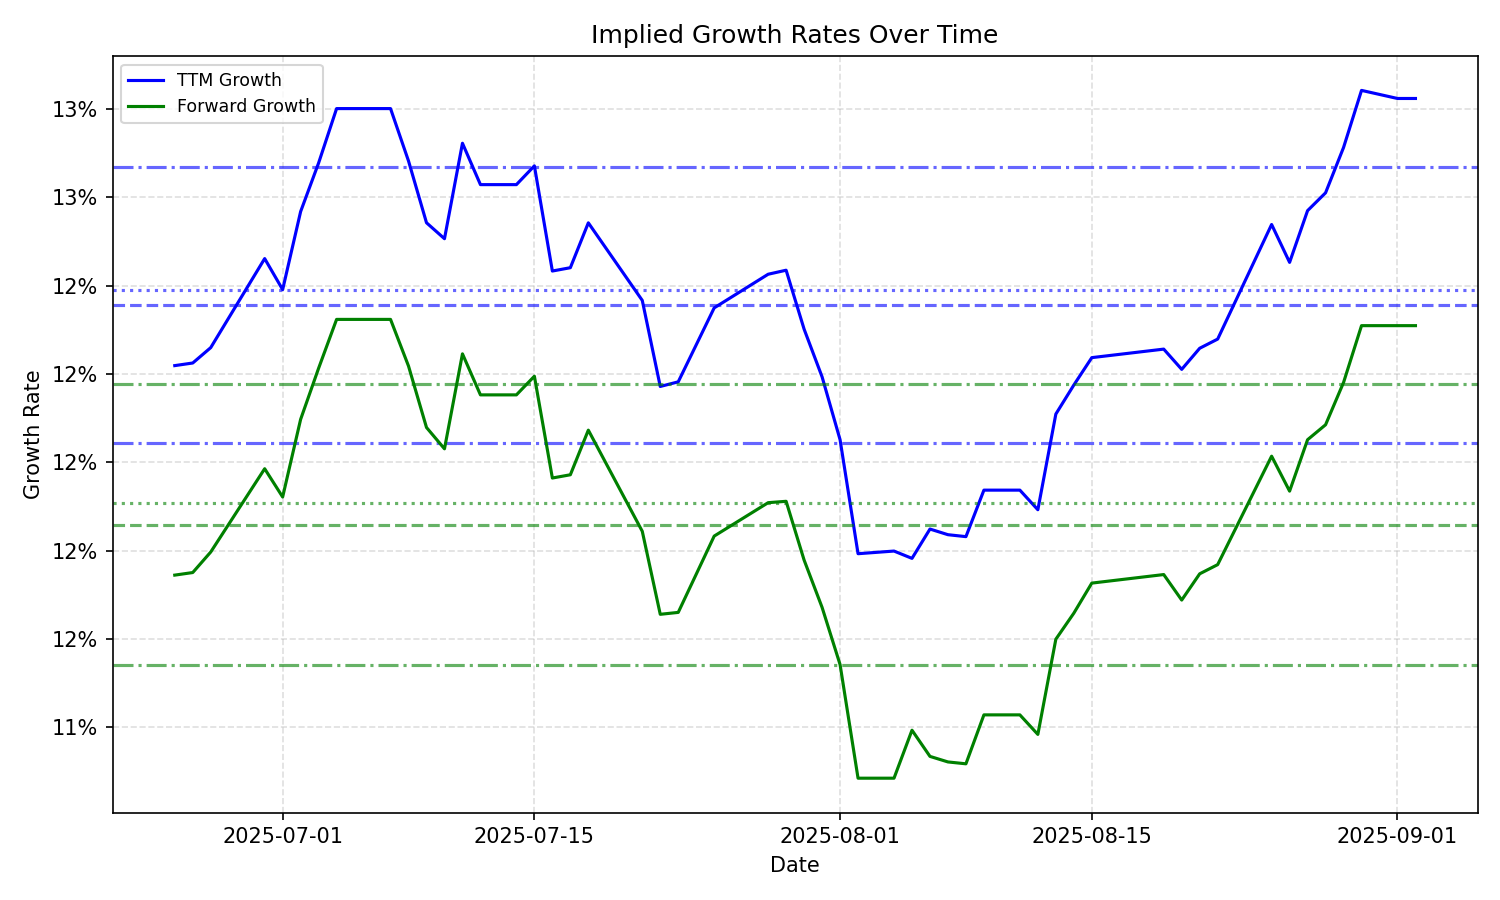 Implied Growth Rates Over Time
TTM Growth
Forward Growth
13%
13%
12%
12%
12%
12%
12%
11%
Growth Rate
2025-07-01
2025-07-15
2025-08-01
2025-08-15
2025-09-01
Date